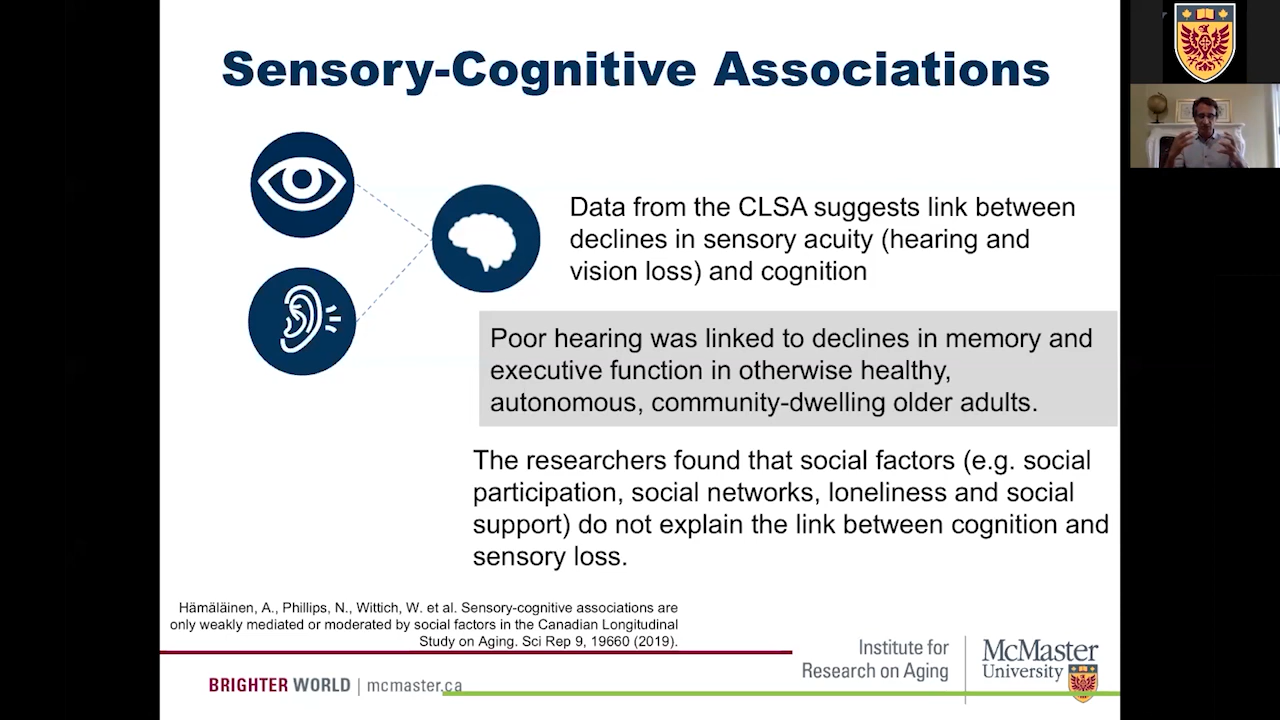 Sensory-Cognitive Associations
Data from the CLSA suggests link between
declines in sensory acuity (hearing and
vision loss) and cognition
Poor hearing was linked to declines in memory and
executive function in otherwise healthy,
autonomous, community-dwelling older adults.
The researchers found that social factors (e.g. social
participation, social networks, loneliness and social
support) do not explain the link between cognition and
sensory loss.
Hämäläinen, A., Phillips, N., Wittich, W. et al. Sensory-cognitive associations are
only weakly mediated or moderated by social factors in the Canadian Longitudinal
Study on Aging. Sci Rep 9, 19660 (2019).
BRIGHTER WORLD | mcmaster.ca
Institute for
Research on Aging
McMaster
University